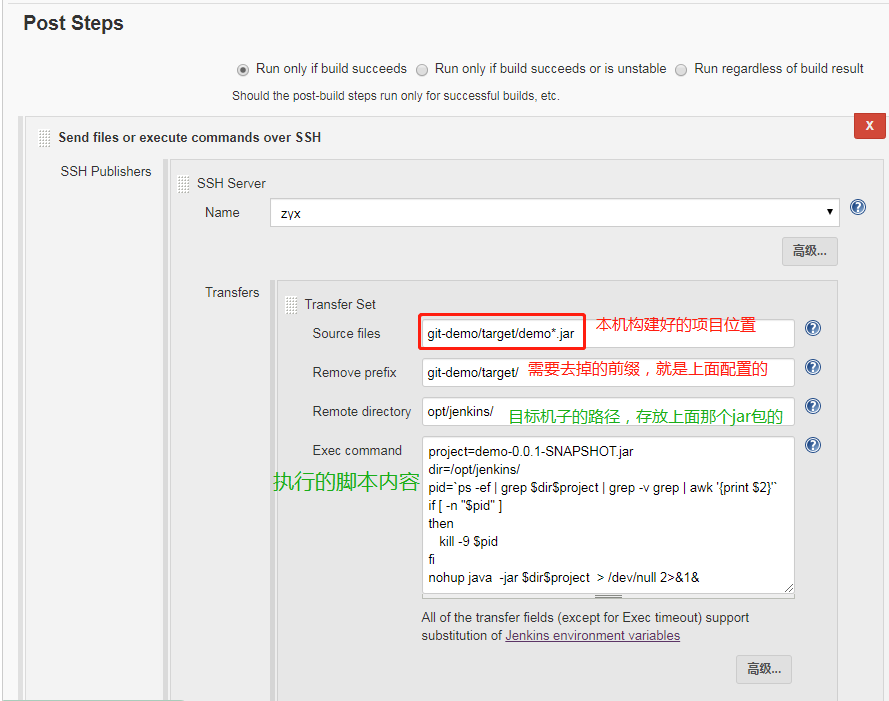 Post Steps
Run only if build succeeds Run only if build succeeds or is unstable Run regardless of build result
Should the post-build steps run only for successful builds, etc.
X
Send files or execute commands over SSH
SSH Publishers
SSH Server
Name zyx
高级...
Transfers
Transfer Set
Source files git-demo/target/demo*.jar 本机构建好的项目位置
Remove prefix git-demo/target/ 需要去掉的前缀，就是上面配置的
Remote directory opt/jenkins/ 目标机子的路径，存放上面那个jar包的
Exec command
执行的脚本内容
project=demo-0.0.1-SNAPSHOT.jar
dir=/opt/jenkins/
pid=`ps -ef | grep $dir$project | grep -v grep | awk '{print $2}'`
if [ -n "$pid" ]
then
kill -9 $pid
fi
nohup java -jar $dir$project > /dev/null 2>&1&
All of the transfer fields (except for Exec timeout) support
substitution of Jenkins environment variables
高级...